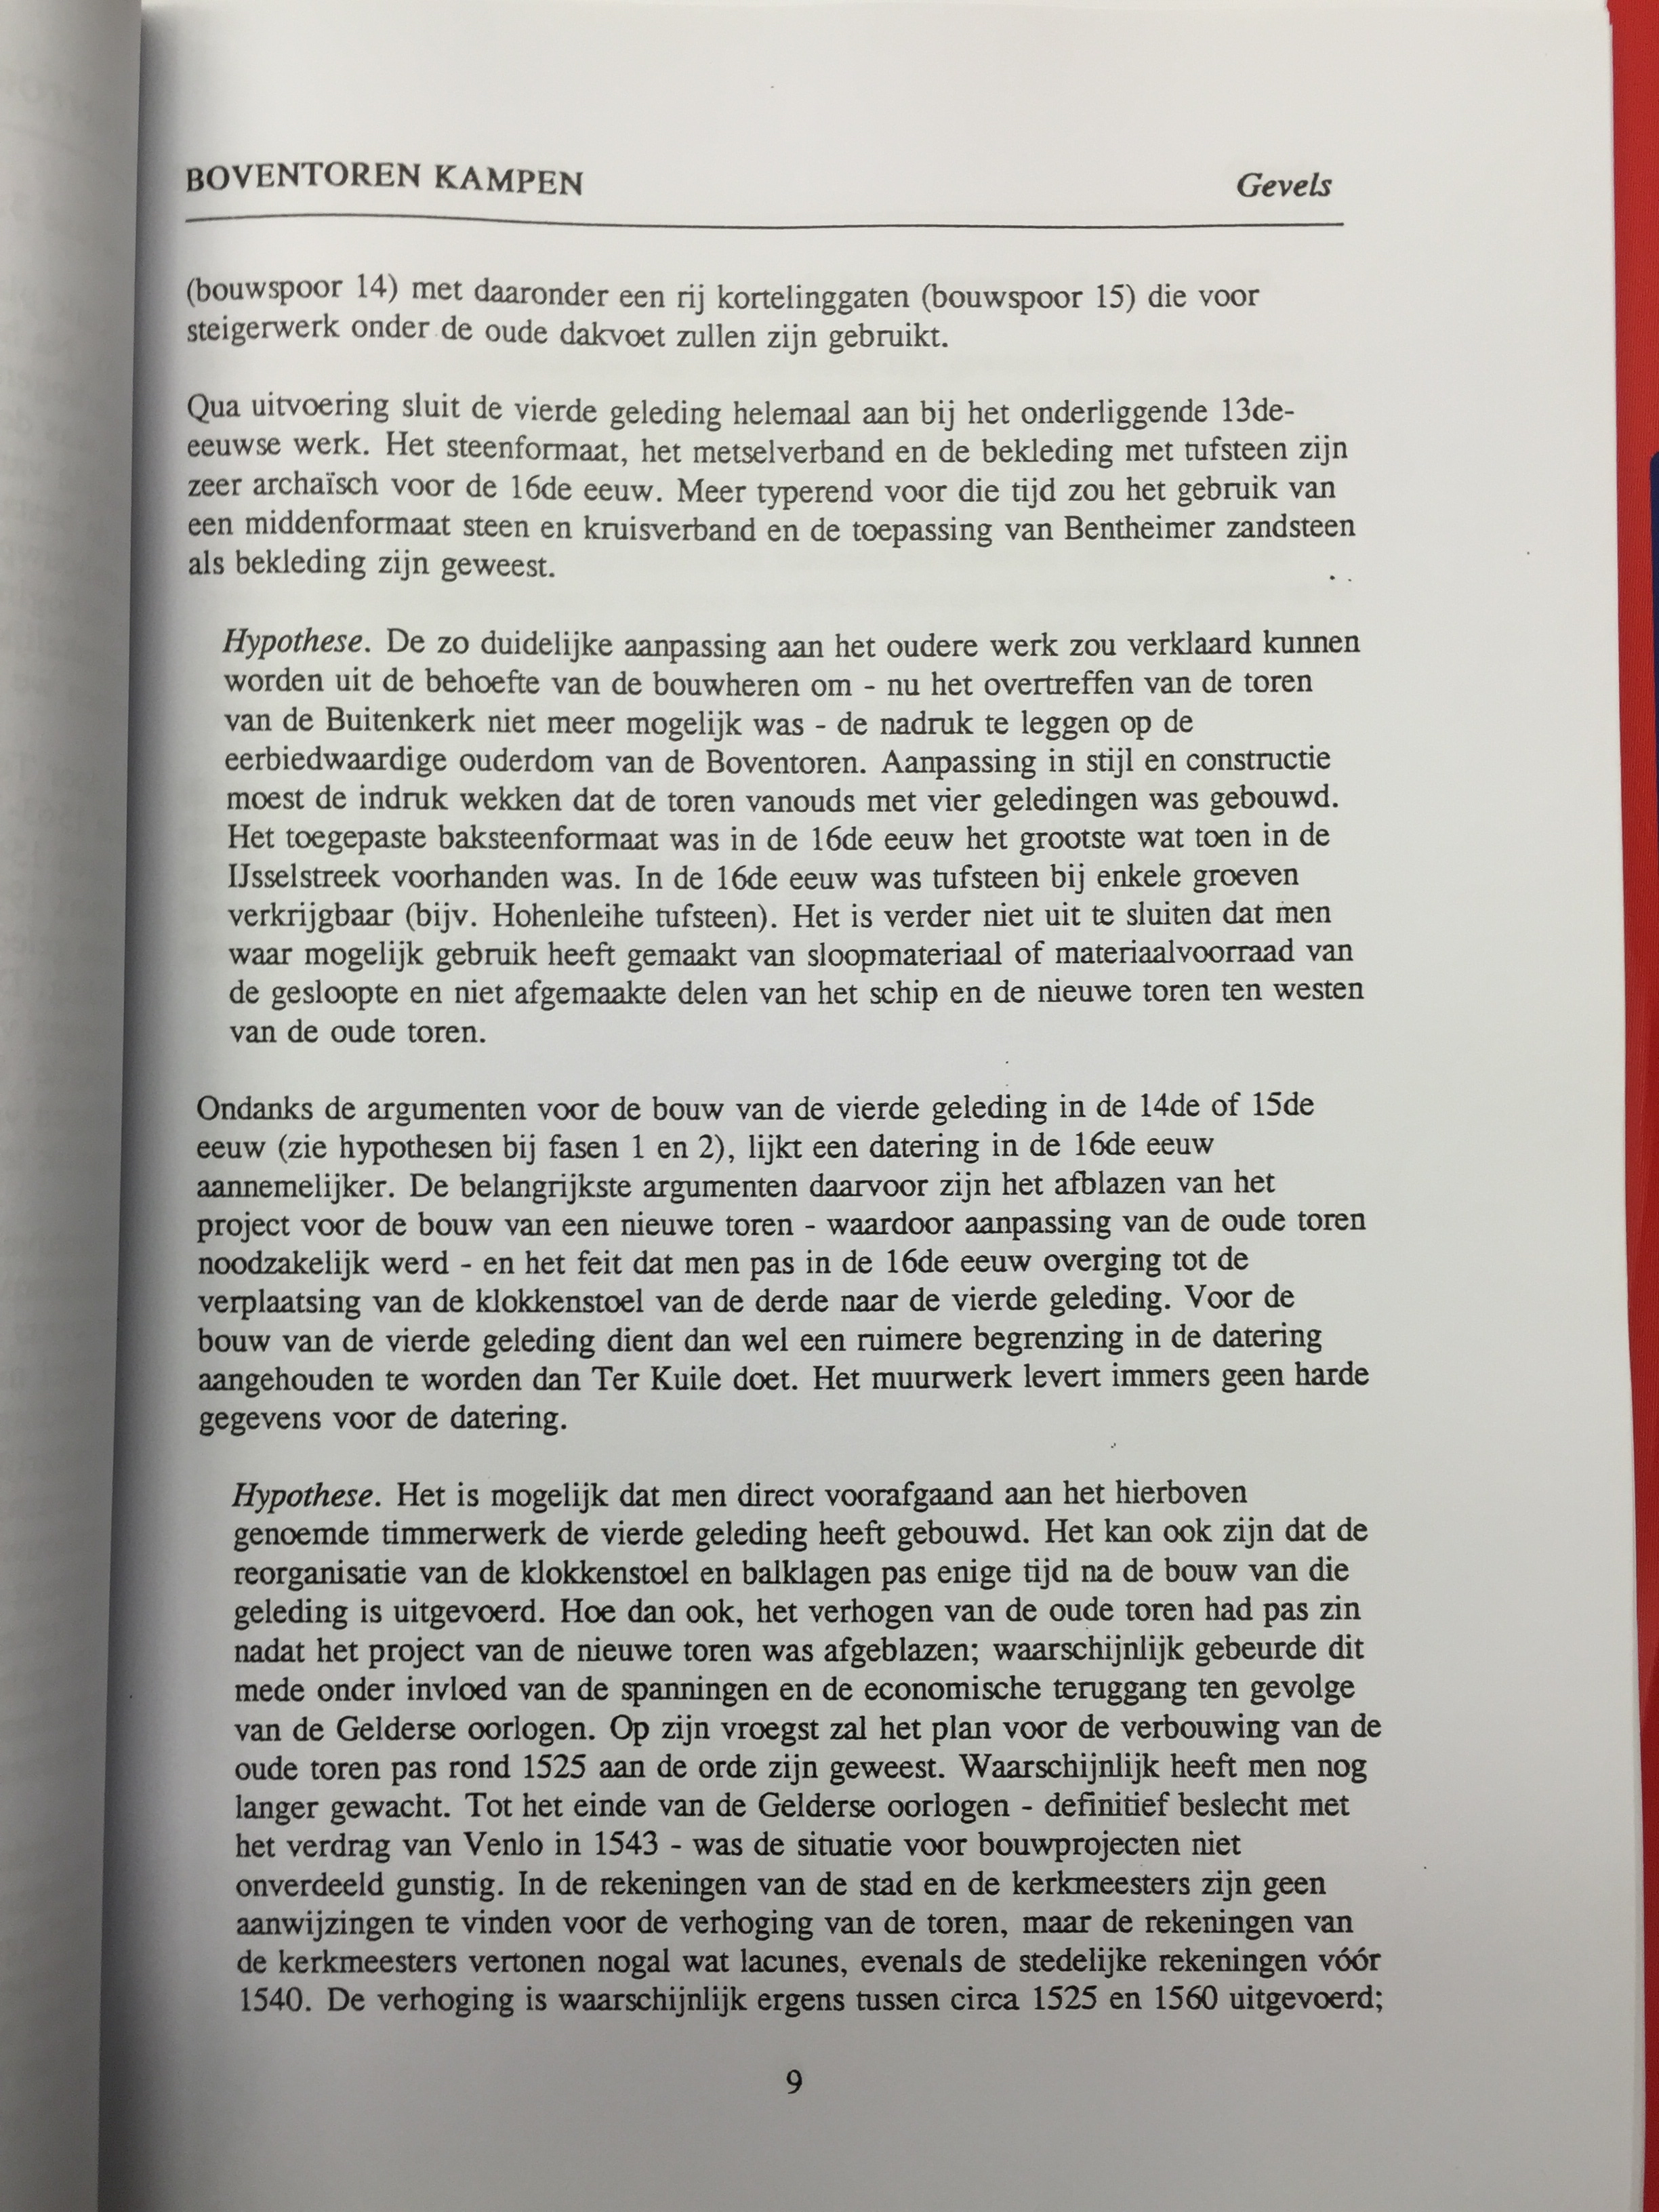 BOVENTOREN KAMPEN
Gevels
(bouwspoor 14) met daaronder een rij kortelinggaten (bouwspoor 15) die voor
steigerwerk onder de oude dakvoet zullen zijn gebruikt.
Qua uitvoering sluit de vierde geleding helemaal aan bij het onderliggende 13de-
eeuwse werk. Het steenformaat, het metselverband en de bekleding met tufsteen zijn
zeer archaïsch voor de 16de eeuw. Meer typerend voor die tijd zou het gebruik van
een middenformaat steen en kruisverband en de toepassing van Bentheimer zandsteen
als bekleding zijn geweest.
Hypothese. De zo duidelijke aanpassing aan het oudere werk zou verklaard kunnen
worden uit de behoefte van de bouwheren om - nu het overtreffen van de toren
van de Buitenkerk niet meer mogelijk was - de nadruk te leggen op de
eerbiedwaardige ouderdom van de Boventoren. Aanpassing in stijl en constructie
moest de indruk wekken dat de toren vanouds met vier geledingen was gebouwd.
Het toegepaste baksteenformaat was in de 16de eeuw het grootste wat toen in de
IJsselstreek voorhanden was. In de 16de eeuw was tufsteen bij enkele groeven
verkrijgbaar (bijv. Hohenleihe tufsteen). Het is verder niet uit te sluiten dat men
waar mogelijk gebruik heeft gemaakt van sloopmateriaal of materiaalvoorraad van
de gesloopte en niet afgemaakte delen van het schip en de nieuwe toren ten westen
van de oude toren.
Ondanks de argumenten voor de bouw van de vierde geleding in de 14de of 15de
eeuw (zie hypothesen bij fasen 1 en 2), lijkt een datering in de 16de eeuw
aannemelijker. De belangrijkste argumenten daarvoor zijn het afblazen van het
project voor de bouw van een nieuwe toren - waardoor aanpassing van de oude toren
noodzakelijk werd - en het feit dat men pas in de 16de eeuw overging tot de
verplaatsing van de klokkenstoel van de derde naar de vierde geleding. Voor de
bouw van de vierde geleding dient dan wel een ruimere begrenzing in de datering
aangehouden te worden dan Ter Kuile doet. Het muurwerk levert immers geen harde
gegevens voor de datering.
Hypothese. Het is mogelijk dat men direct voorafgaand aan het hierboven
genoemde timmerwerk de vierde geleding heeft gebouwd. Het kan ook zijn dat de
reorganisatie van de klokkenstoel en balklagen pas enige tijd na de bouw van die
geleding is uitgevoerd. Hoe dan ook, het verhogen van de oude toren had pas zin
nadat het project van de nieuwe toren was afgeblazen; waarschijnlijk gebeurde dit
mede onder invloed van de spanningen en de economische teruggang ten gevolge
van de Gelderse oorlogen. Op zijn vroegst zal het plan voor de verbouwing van de
oude toren pas rond 1525 aan de orde zijn geweest. Waarschijnlijk heeft men nog
langer gewacht. Tot het einde van de Gelderse oorlogen - definitief beslecht met
het verdrag van Venlo in 1543 - was de situatie voor bouwprojecten niet
onverdeeld gunstig. In de rekeningen van de stad en de kerkmeesters zijn geen
aanwijzingen te vinden voor de verhoging van de toren, maar de rekeningen van
de kerkmeesters vertonen nogal wat lacunes, evenals de stedelijke rekeningen vóór
1540. De verhoging is waarschijnlijk ergens tussen circa 1525 en 1560 uitgevoerd;
9